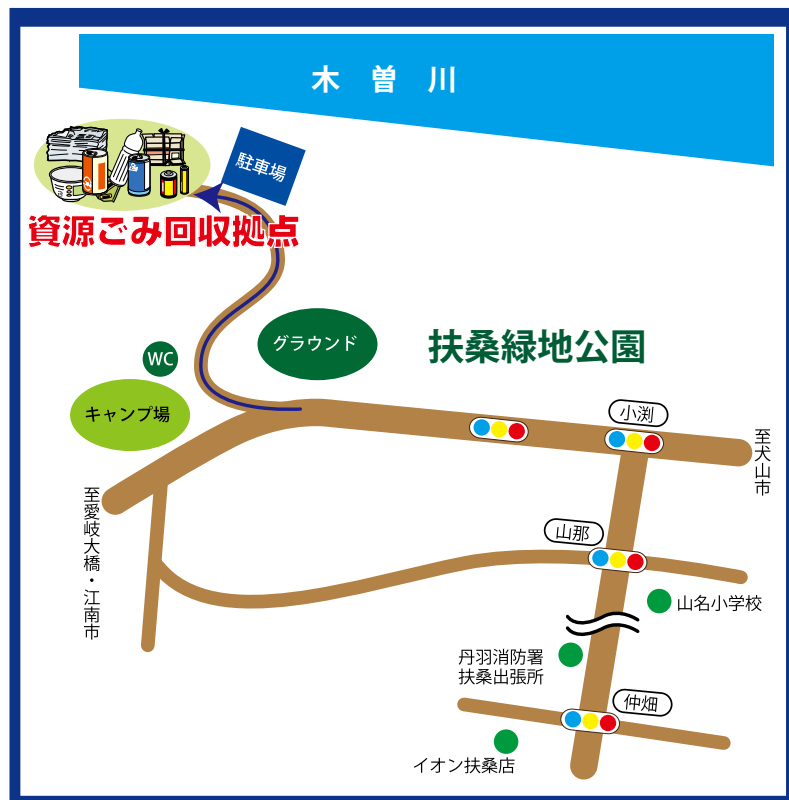 木曽川
駐車場
資源ごみ回収拠点
グラウンド
扶桑緑地公園
WC
キャンプ場
小渕
至犬山市
至愛岐大橋・江南市
山那
山名小学校
丹羽消防署
扶桑出張所
仲畑
イオン扶桑店